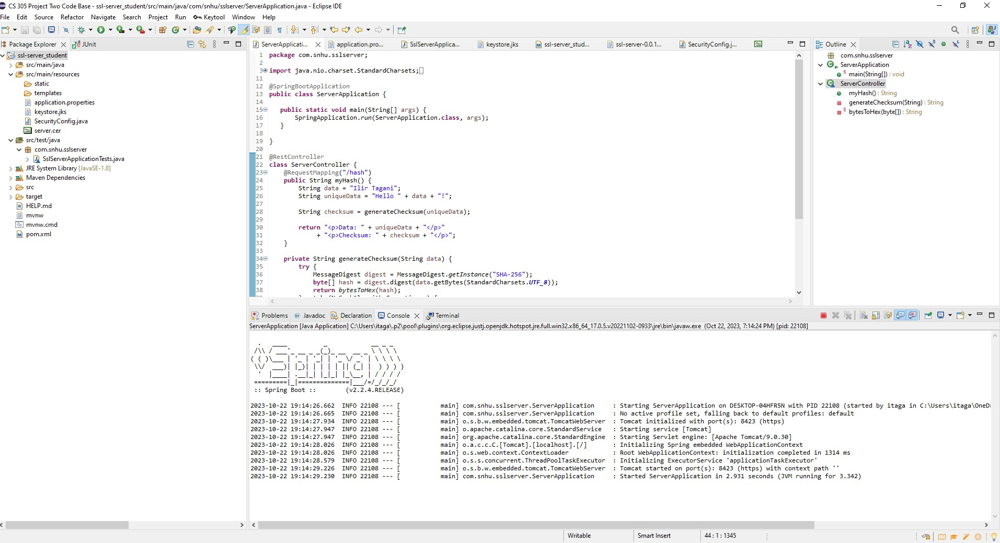 CS 305 Project Two Code Base - ssl-server_student/src/main/java/com/snhu/sslserver/ServerApplication.java - Eclipse IDE
File Edit Source Refactor Navigate Search Project Run Keytool Window Help
Package Explorer JUnit
ssl-server_student
src/main/java
src/main/resources
static
templates
application.properties
keystore.jks
SecurityConfig.java
server.cer
src/test/java
com.snhu.sslserver
SslServerApplicationTests.java
JRE System Library [JavaSE-1.8]
Maven Dependencies
src
target
HELP.md
mvnw
mvnw.cmd
pom.xml
ServerApplicati... application.pro... SslServerApplica... keystore.jks ssl-server_stud... ssl-server-0.0.1... SecurityConfig.j...
1 package com.snhu.sslserver;
2
3 import java.nio.charset.StandardCharsets;
11
12 @SpringBootApplication
13 public class ServerApplication {
14
15 public static void main(String[] args) {
16 SpringApplication.run(ServerApplication.class, args);
17 }
18
19 }
20
21 @RestController
22 class ServerController {
23 @RequestMapping("/hash")
24 public String myHash() {
25 String data = "Ilir Tagani";
26 String uniqueData = "Hello " + data + "!";
27
28 String checksum = generateChecksum(uniqueData);
29
30 return "<p>Data: " + uniqueData + "</p>"
31 + "<p>Checksum: " + checksum + "</p>";
32 }
33
34 private String generateChecksum(String data) {
35 try {
36 MessageDigest digest = MessageDigest.getInstance("SHA-256");
37 byte[] hash = digest.digest(data.getBytes(StandardCharsets.UTF_8));
38 return bytesToHex(hash);
Outline
com.snhu.sslserver
ServerApplication
main(String[]) : void
ServerController
myHash() : String
generateChecksum(String) : String
bytesToHex(byte[]) : String
Problems @ Javadoc Declaration Console Terminal
ServerApplication [Java Application] C:\Users\itaga\.p2\pool\plugins\org.eclipse.justj.openjdk.hotspot.jre.full.win32.x86_64_17.0.5.v20221102-0933\jre\bin\javaw.exe (Oct 22, 2023, 7:14:24 PM) [pid: 22108]
Spring
:: Spring Boot :: (v2.2.4.RELEASE)
2023-10-22 19:14:26.662 INFO 22108 --- [ main] com.snhu.sslserver.ServerApplication : Starting ServerApplication on DESKTOP-04HFR5N with PID 22108 (started by itaga in C:\Users\itaga\OneDr
2023-10-22 19:14:26.665 INFO 22108 --- [ main] com.snhu.sslserver.ServerApplication : No active profile set, falling back to default profiles: default
2023-10-22 19:14:27.934 INFO 22108 --- [ main] o.s.b.w.embedded.tomcat.TomcatWebServer : Tomcat initialized with port(s): 8423 (https)
2023-10-22 19:14:27.947 INFO 22108 --- [ main] o.apache.catalina.core.StandardService : Starting service [Tomcat]
2023-10-22 19:14:27.947 INFO 22108 --- [ main] org.apache.catalina.core.StandardEngine : Starting Servlet engine: [Apache Tomcat/9.0.30]
2023-10-22 19:14:28.026 INFO 22108 --- [ main] o.a.c.c.C.[Tomcat].[localhost].[/] : Initializing Spring embedded WebApplicationContext
2023-10-22 19:14:28.026 INFO 22108 --- [ main] o.s.web.context.ContextLoader : Root WebApplicationContext: initialization completed in 1314 ms
2023-10-22 19:14:28.579 INFO 22108 --- [ main] o.s.s.concurrent.ThreadPoolTaskExecutor : Initializing ExecutorService 'applicationTaskExecutor'
2023-10-22 19:14:29.226 INFO 22108 --- [ main] o.s.b.w.embedded.tomcat.TomcatWebServer : Tomcat started on port(s): 8423 (https) with context path ''
2023-10-22 19:14:29.230 INFO 22108 --- [ main] com.snhu.sslserver.ServerApplication : Started ServerApplication in 2.931 seconds (JVM running for 3.342)
Writable Smart Insert 44 : 1 : 1345